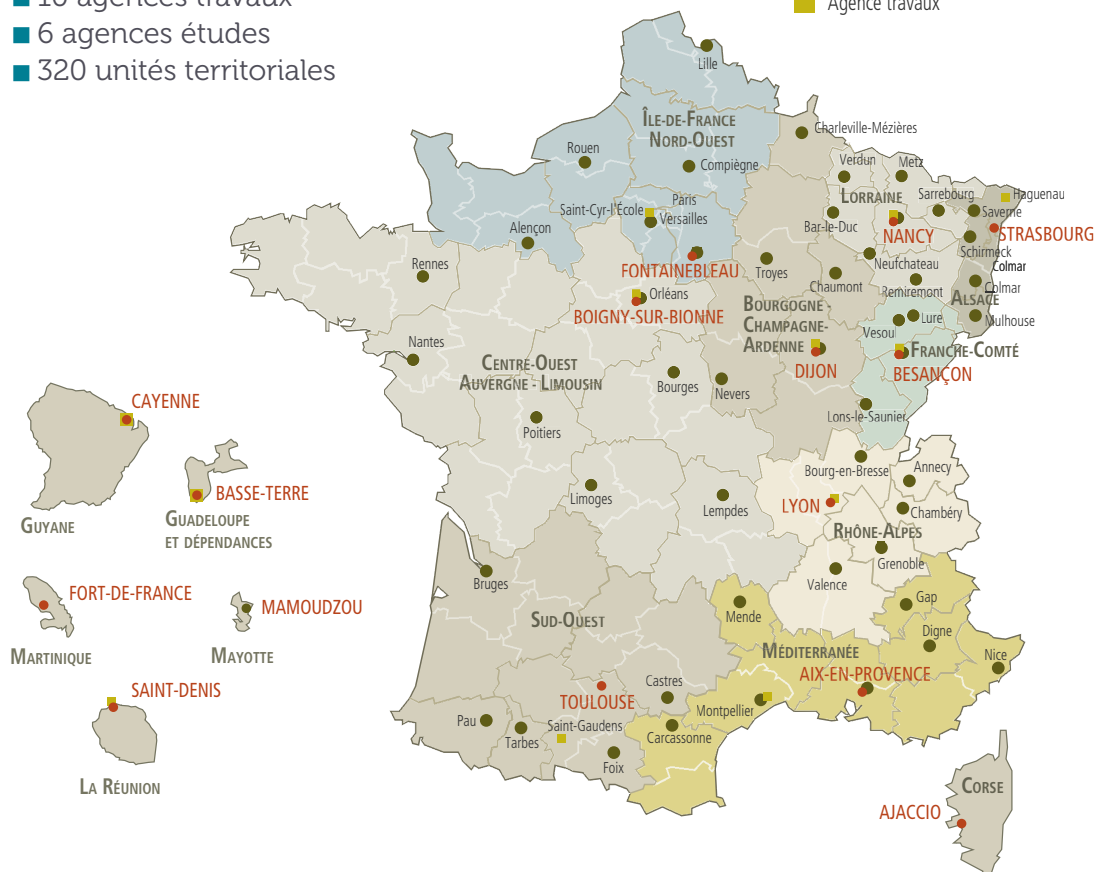 10 agences travaux
6 agences études
320 unités territoriales
Agence travaux
Lille
ÎLE-DE-FRANCE
NORD-OUEST
Charleville-Mézières
Rouen
Compiègne
Verdun
Metz
LORRAINE
Sarrebourg
Haguenau
Paris
Saint-Cyr-l'École
Versailles
Saverne
Bar-le-Duc
NANCY
STRASBOURG
Alençon
Schirmeck
FONTAINEBLEAU
Troyes
Neufchateau
Colmar
Rennes
Chaumont
Remiremont
Colmar
Orléans
ALSACE
BOURGOGNE -
CHAMPAGNE-
ARDENNE
BOIGNY-SUR-BIONNE
Lure
Vesoul
Mulhouse
Nantes
FRANCHE-COMTÉ
CENTRE-OUEST
AUVERGNE - LIMOUSIN
DIJON
BESANÇON
Bourges
Nevers
CAYENNE
Lons-le-Saunier
Poitiers
Bourg-en-Bresse
Annecy
BASSE-TERRE
Limoges
Lempdes
LYON
Chambéry
GUYANE
GUADELOUPE
ET DÉPENDANCES
RHÔNE-ALPES
Grenoble
Bruges
Valence
FORT-DE-FRANCE
MAMOUDZOU
Gap
Mende
SUD-OUEST
Digne
MARTINIQUE
MAYOTTE
MÉDITERRANÉE
Nice
AIX-EN-PROVENCE
SAINT-DENIS
Castres
TOULOUSE
Montpellier
Pau
Saint-Gaudens
Tarbes
Carcassonne
Foix
LA RÉUNION
CORSE
AJACCIO